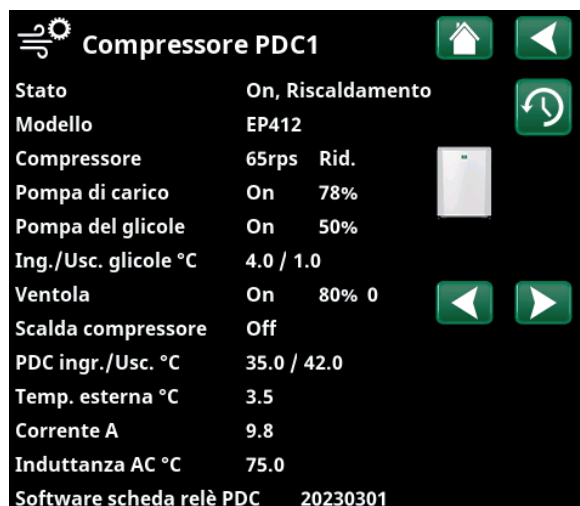 Compressore PDC1
Stato On, Riscaldamento
Modello EP412
Compressore 65rps Rid.
Pompa di carico On 78%
Pompa del glicole On 50%
Ing./Usc. glicole °C 4.0 / 1.0
Ventola On 80% 0
Scalda compressore Off
PDC ingr./Usc. °C 35.0 / 42.0
Temp. esterna °C 3.5
Corrente A 9.8
Induttanza AC °C 75.0
Software scheda relè PDC 20230301